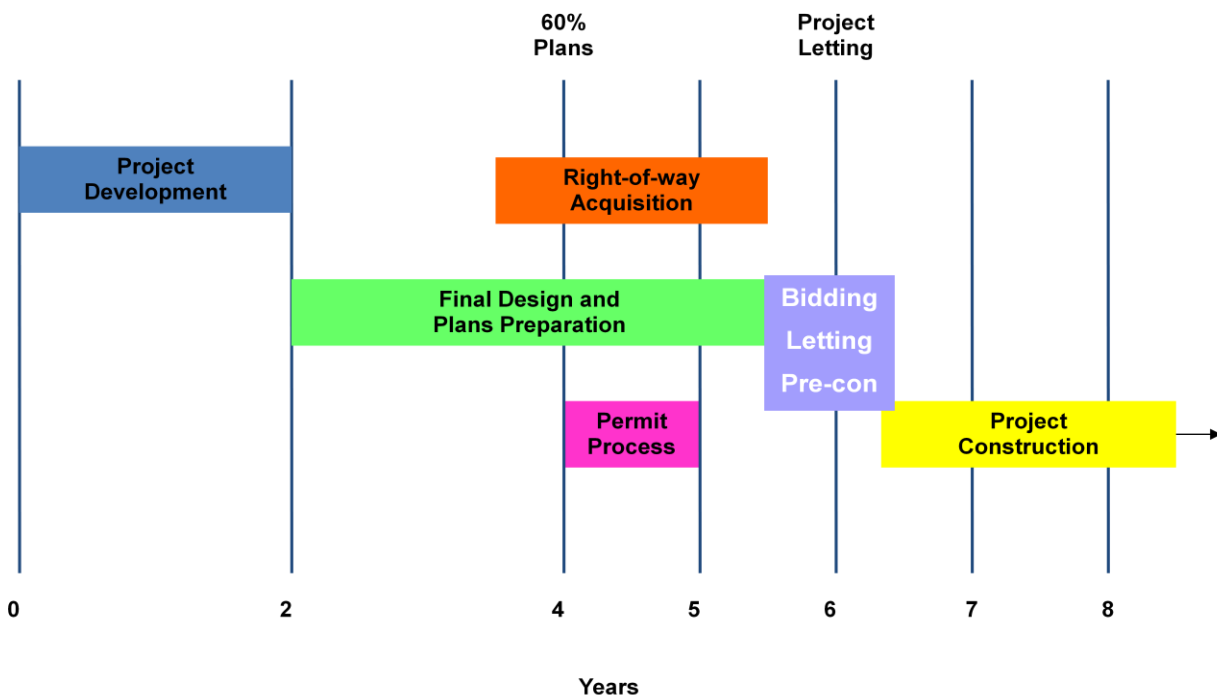 60%
Plans
Project
Letting
Project
Development
Right-of-way
Acquisition
Final Design and
Plans Preparation
Bidding
Letting
Pre-con
Permit
Process
Project
Construction
0
2
4
5
6
7
8
Years